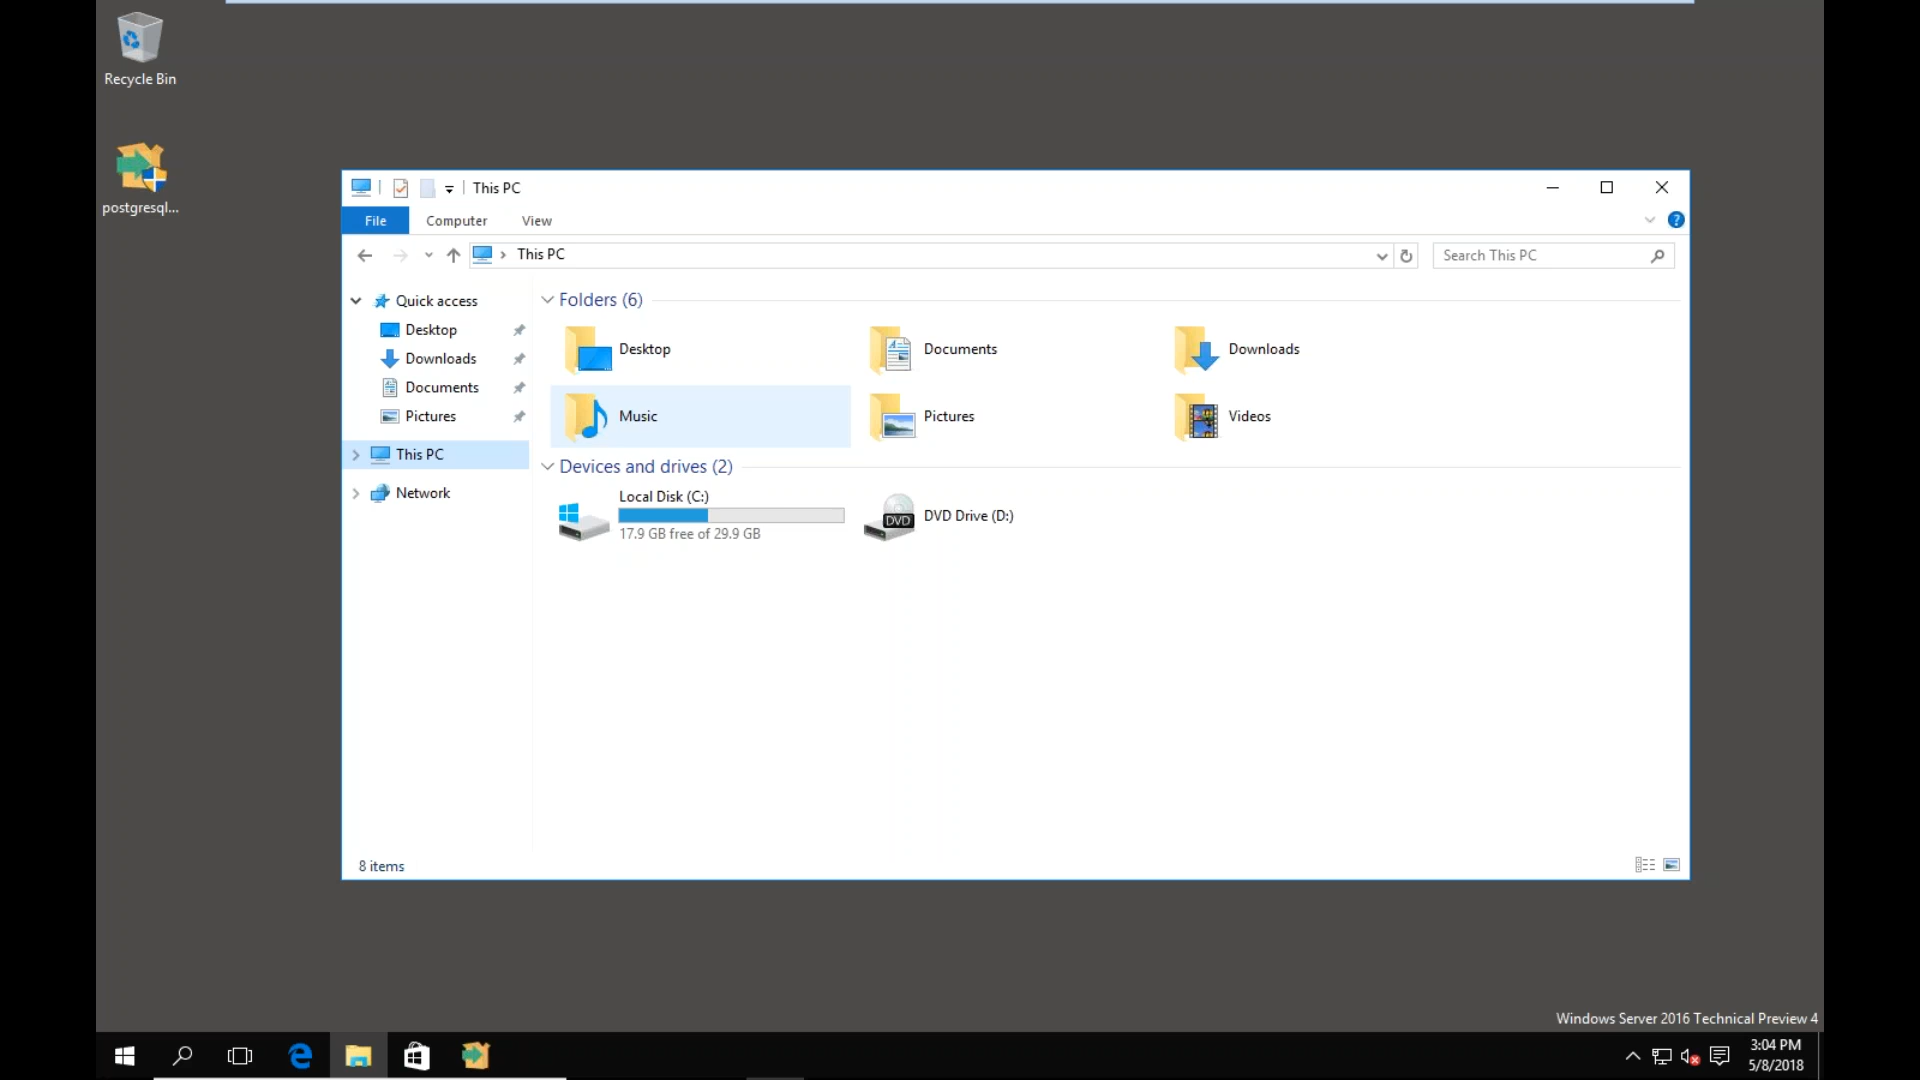 Recycle Bin
postgresql...
This PC
File
Computer
View
?
This PC
Search This PC
Quick access
Desktop
Downloads
Documents
Pictures
This PC
Network
Folders (6)
Desktop
Documents
Downloads
Music
Pictures
Videos
Devices and drives (2)
Local Disk (C:)
17.9 GB free of 29.9 GB
DVD
DVD Drive (D:)
8 items
Windows Server 2016 Technical Preview 4
3:04 PM
5/8/2018